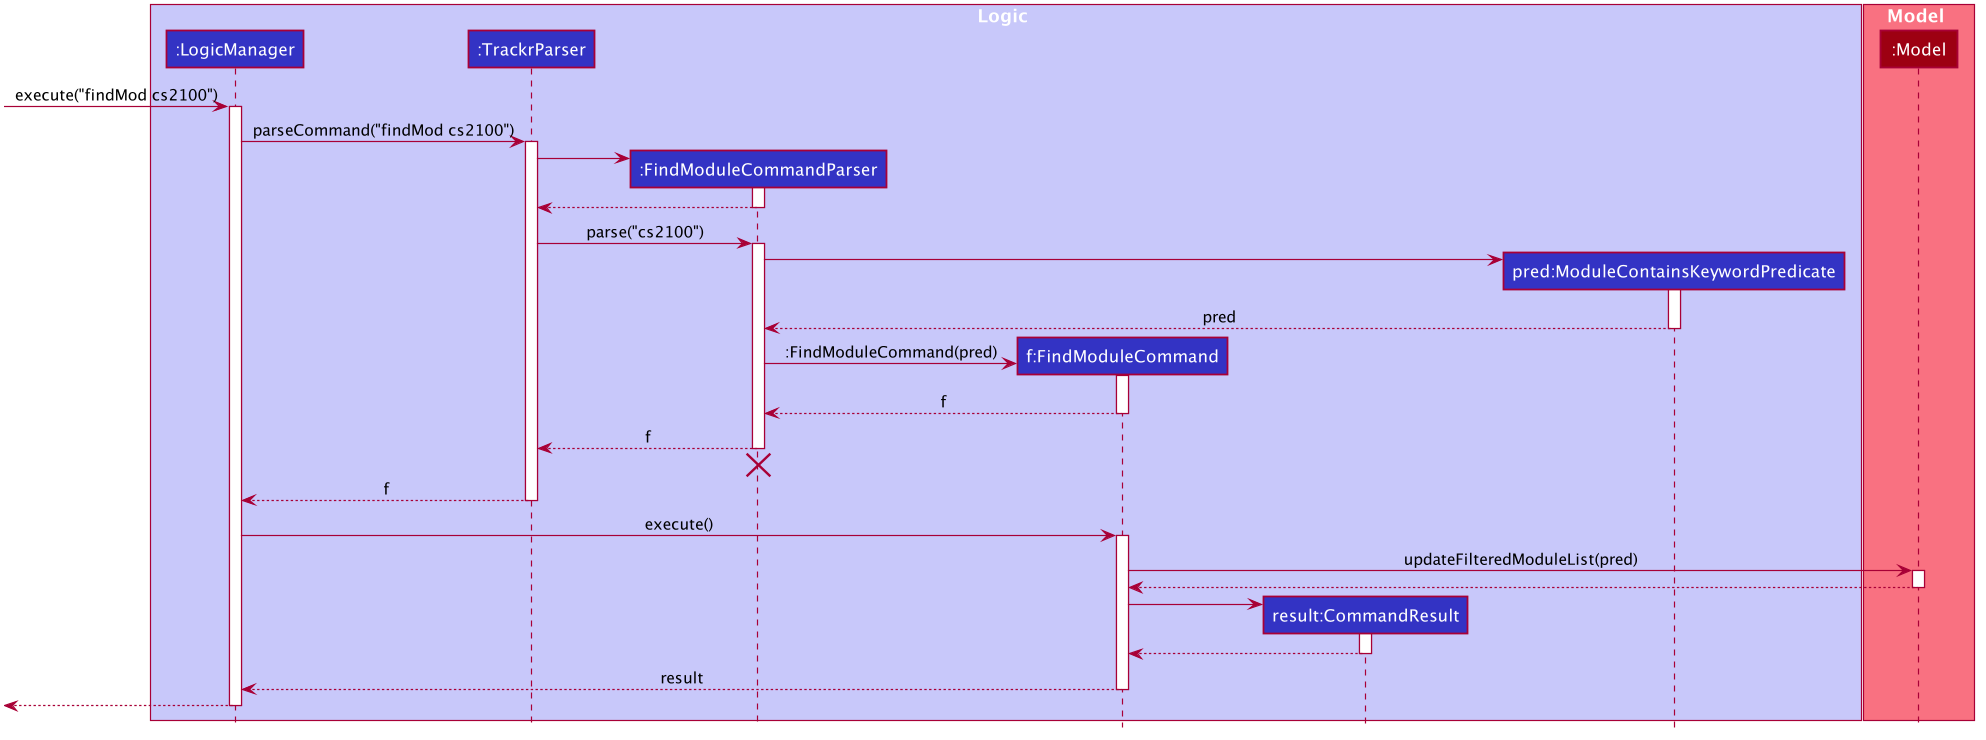 Logic
Model
:LogicManager
:TrackrParser
:Model
execute("findMod cs2100")
parseCommand("findMod cs2100")
:FindModuleCommandParser
parse("cs2100")
pred:ModuleContainsKeywordPredicate
pred
:FindModuleCommand(pred)
f:FindModuleCommand
f
f
f
execute()
updateFilteredModuleList(pred)
result:CommandResult
result